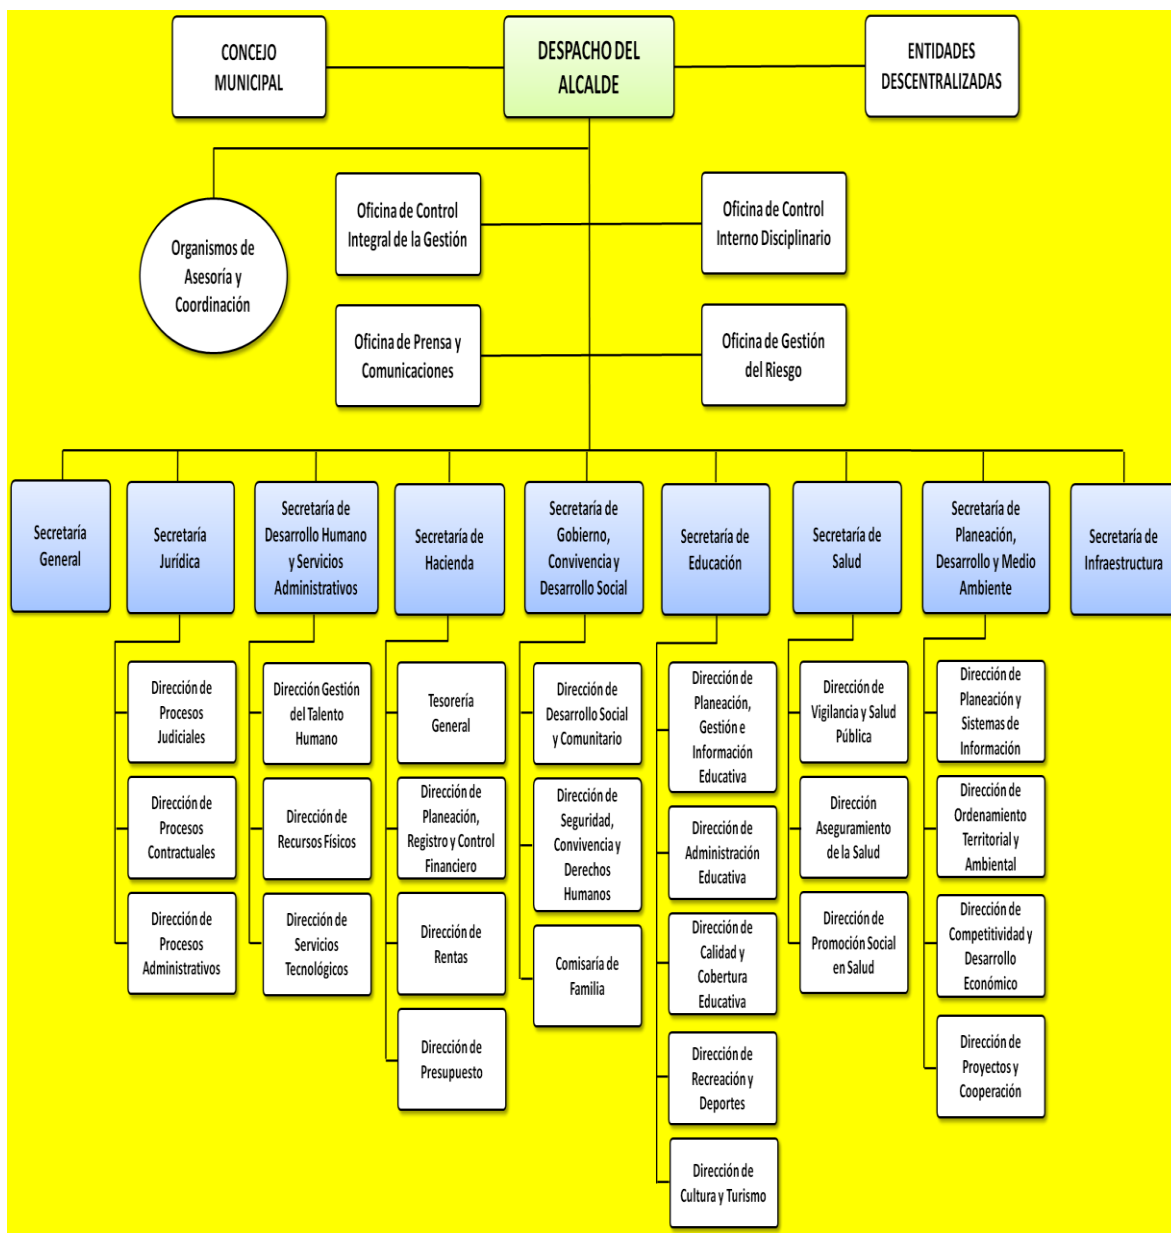 CONCEJO
MUNICIPAL
DESPACHO DEL
ALCALDE
ENTIDADES
DESCENTRALIZADAS
Organismos de
Asesoría y
Coordinación
Oficina de Control
Integral de la Gestión
Oficina de Control
Interno Disciplinario
Oficina de Prensa y
Comunicaciones
Oficina de Gestión
del Riesgo
Secretaría
General
Secretaría
Jurídica
Secretaría de
Desarrollo Humano
y Servicios
Administrativos
Secretaría de
Hacienda
Secretaría de
Gobierno,
Convivencia y
Desarrollo Social
Secretaría de
Educación
Secretaría de
Salud
Secretaría de
Planeación,
Desarrollo y Medio
Ambiente
Secretaría de
Infraestructura
Dirección de
Procesos
Judiciales
Dirección de
Procesos
Contractuales
Dirección de
Procesos
Administrativos
Dirección Gestión
del Talento
Humano
Dirección de
Recursos Físicos
Dirección de
Servicios
Tecnológicos
Tesorería
General
Dirección de
Planeación,
Registro y Control
Financiero
Dirección de
Rentas
Dirección de
Presupuesto
Dirección de
Desarrollo Social
y Comunitario
Dirección de
Seguridad,
Convivencia y
Derechos
Humanos
Comisaría de
Familia
Dirección de
Planeación,
Gestión e
Información
Educativa
Dirección de
Administración
Educativa
Dirección de
Calidad y
Cobertura
Educativa
Dirección de
Recreación y
Deportes
Dirección de
Cultura y Turismo
Dirección de
Vigilancia y Salud
Pública
Dirección
Aseguramiento
de la Salud
Dirección de
Promoción Social
en Salud
Dirección de
Planeación y
Sistemas de
Información
Dirección de
Ordenamiento
Territorial y
Ambiental
Dirección de
Competitividad y
Desarrollo
Económico
Dirección de
Proyectos y
Cooperación